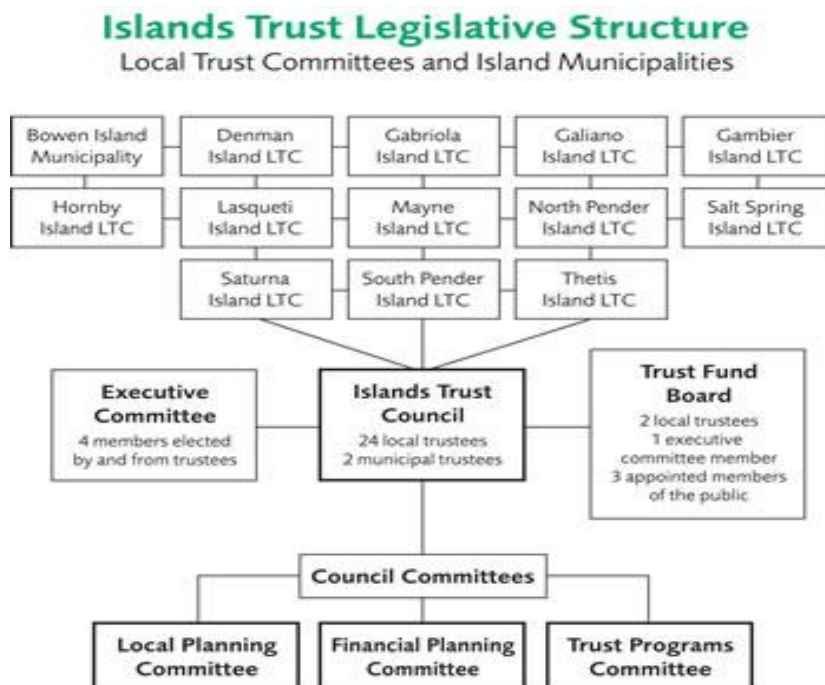 Islands Trust Legislative Structure
Local Trust Committees and Island Municipalities
Bowen Island
Municipality
Denman
Island LTC
Gabriola
Island LTC
Galiano
Island LTC
Gambier
Island LTC
Hornby
Island LTC
Lasqueti
Island LTC
Mayne
Island LTC
North Pender
Island LTC
Salt Spring
Island LTC
Saturna
Island LTC
South Pender
Island LTC
Thetis
Island LTC
Executive
Committee
4 members elected
by and from trustees
Islands Trust
Council
24 local trustees
2 municipal trustees
Trust Fund
Board
2 local trustees
1 executive
committee member
3 appointed members
of the public
Council Committees
Local Planning
Committee
Financial Planning
Committee
Trust Programs
Committee